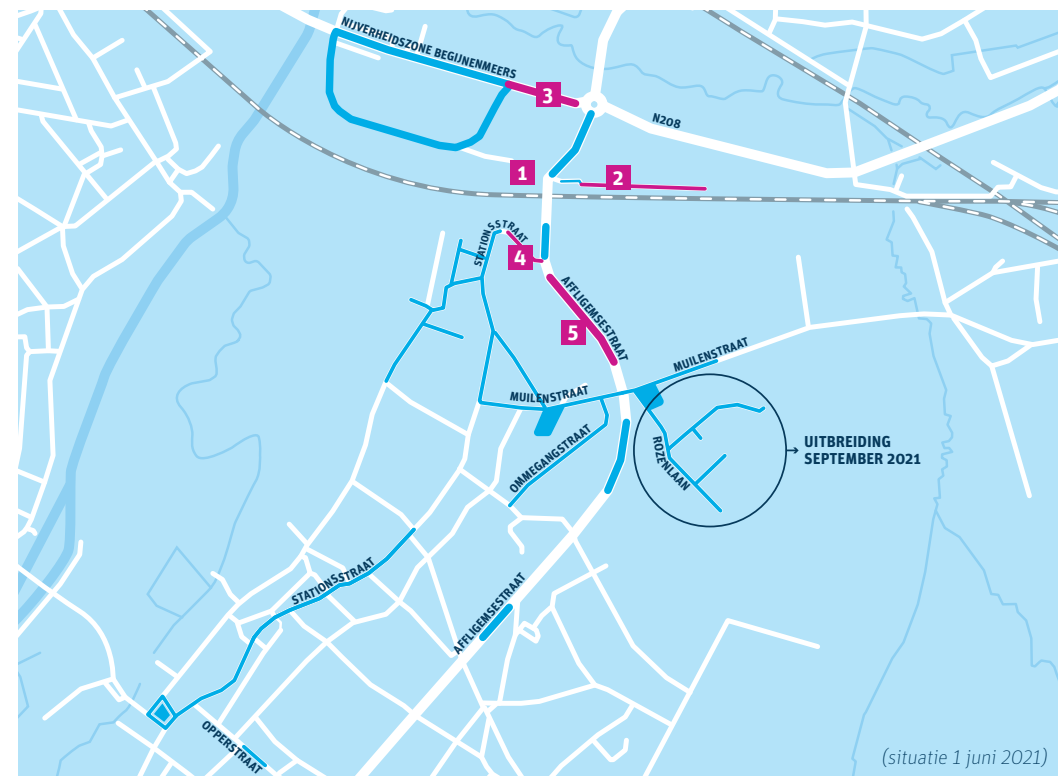 NIJVERHEIDSZONE BEGIJNENMEERS
3
N208
1
2
STATIONSSTRAAT
4
AFFLIGEMSESTRAAT
5
MUILENSTRAAT
MUILENSTRAAT
OMMEGANGSTRAAT
ROZENLAAN
UITBREIDING
SEPTEMBER 2021
STATIONSSTRAAT
AFFLIGEMSESTRAAT
OPPERSTRAAT
(situatie 1 juni 2021)